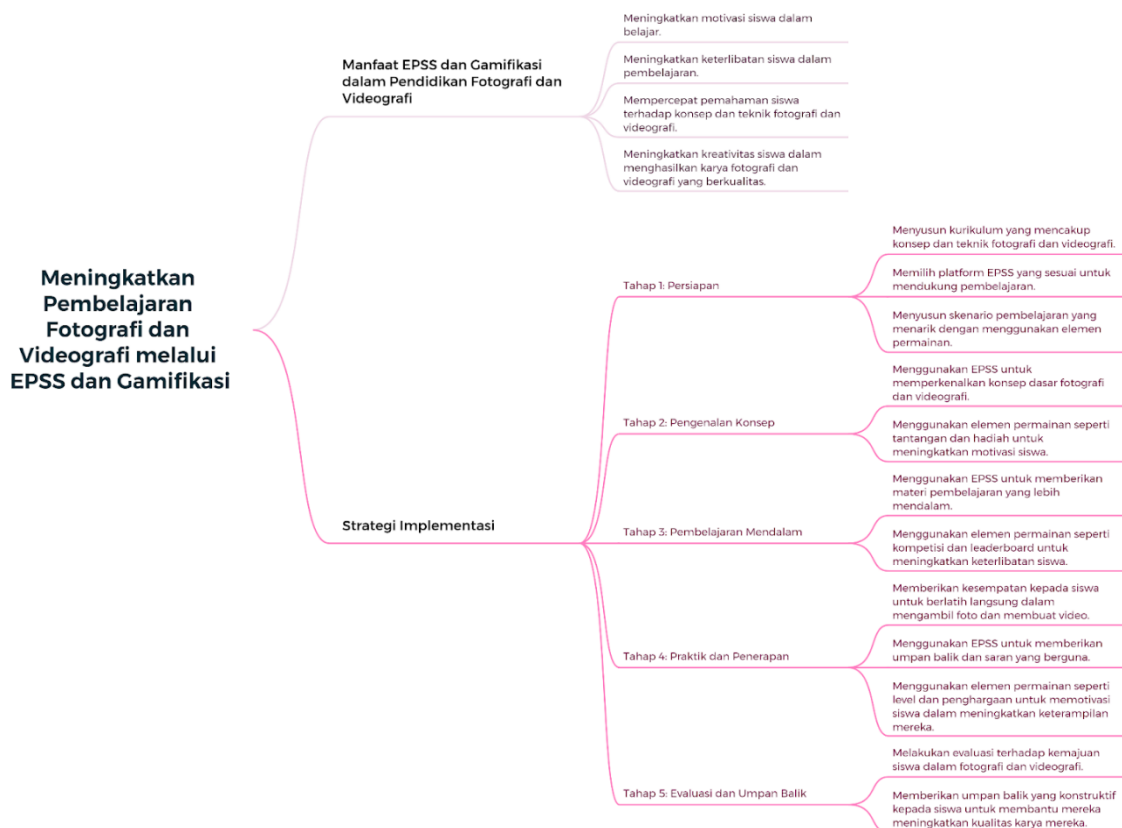 Meningkatkan
Pembelajaran
Fotografi dan
Videografi melalui
EPSS dan Gamifikasi
Manfaat EPSS dan Gamifikasi
dalam Pendidikan Fotografi dan
Videografi
Meningkatkan motivasi siswa dalam
belajar.
Meningkatkan keterlibatan siswa dalam
pembelajaran.
Mempercepat pemahaman siswa
terhadap konsep dan teknik fotografi dan
videografi.
Meningkatkan kreativitas siswa dalam
menghasilkan karya fotografi dan
videografi yang berkualitas.
Strategi Implementasi
Tahap 1: Persiapan
Menyusun kurikulum yang mencakup
konsep dan teknik fotografi dan videografi.
Memilih platform EPSS yang sesuai untuk
mendukung pembelajaran.
Menyusun skenario pembelajaran yang
menarik dengan menggunakan elemen
permainan.
Tahap 2: Pengenalan Konsep
Menggunakan EPSS untuk
memperkenalkan konsep dasar fotografi
dan videografi.
Menggunakan elemen permainan seperti
tantangan dan hadiah untuk
meningkatkan motivasi siswa.
Tahap 3: Pembelajaran Mendalam
Menggunakan EPSS untuk memberikan
materi pembelajaran yang lebih
mendalam.
Menggunakan elemen permainan seperti
kompetisi dan leaderboard untuk
meningkatkan keterlibatan siswa.
Tahap 4: Praktik dan Penerapan
Memberikan kesempatan kepada siswa
untuk berlatih langsung dalam
mengambil foto dan membuat video.
Menggunakan EPSS untuk memberikan
umpan balik dan saran yang berguna.
Menggunakan elemen permainan seperti
level dan penghargaan untuk memotivasi
siswa dalam meningkatkan keterampilan
mereka.
Tahap 5: Evaluasi dan Umpan Balik
Melakukan evaluasi terhadap kemajuan
siswa dalam fotografi dan videografi.
Memberikan umpan balik yang konstruktif
kepada siswa untuk membantu mereka
meningkatkan kualitas karya mereka.